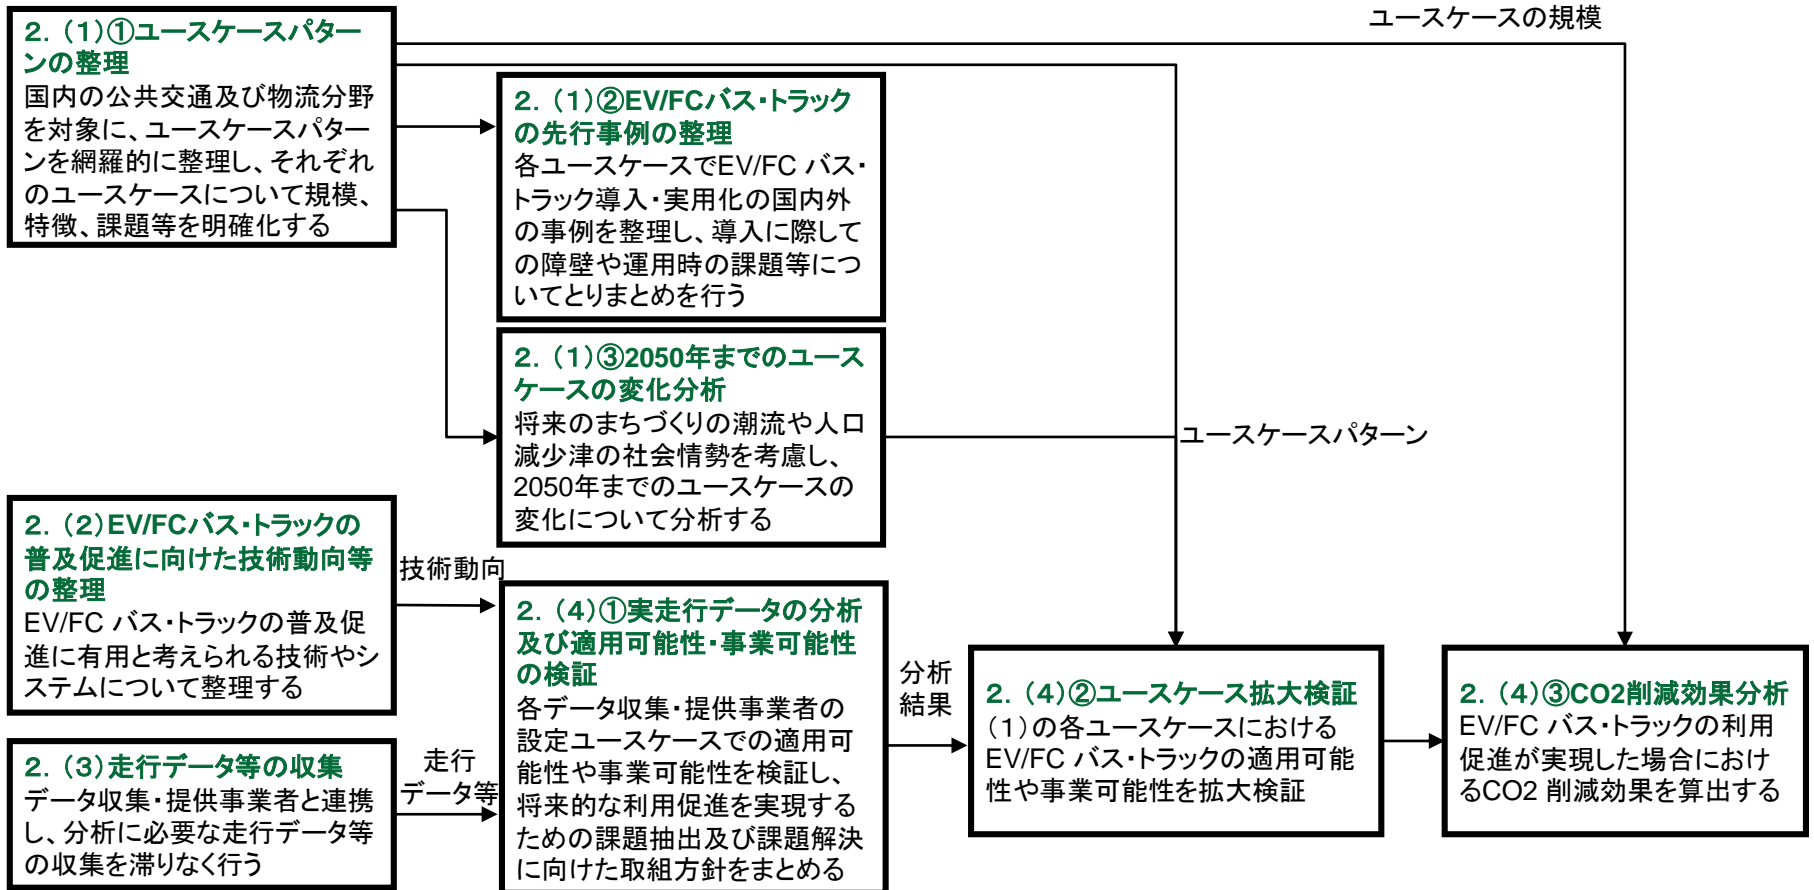 ユースケースの規模
2．（1）①ユースケースパター
ンの整理
国内の公共交通及び物流分野
を対象に、ユースケースパター
ンを網羅的に整理し、それぞれ
のユースケースについて規模、
特徴、課題等を明確化する
2．（1）②EV/FCバス・トラック
の先行事例の整理
各ユースケースでEV/FC バス・
トラック導入・実用化の国内外
の事例を整理し、導入に際して
の障壁や運用時の課題等につ
いてとりまとめを行う
2．（1）③2050年までのユース
ケースの変化分析
将来のまちづくりの潮流や人口
減少津の社会情勢を考慮し、
2050年までのユースケースの
変化について分析する
ユースケースパターン
2．（2）EV/FCバス・トラックの
普及促進に向けた技術動向等
の整理
EV/FC バス・トラックの普及促
進に有用と考えられる技術やシ
ステムについて整理する
技術動向
2．（3）走行データ等の収集
データ収集・提供事業者と連携
し、分析に必要な走行データ等
の収集を滞りなく行う
走行
データ等
2．（4）①実走行データの分析
及び適用可能性・事業可能性
の検証
各データ収集・提供事業者の
設定ユースケースでの適用可
能性や事業可能性を検証し、
将来的な利用促進を実現する
ための課題抽出及び課題解決
に向けた取組方針をまとめる
分析
結果
2．（4）②ユースケース拡大検証
（1）の各ユースケースにおける
EV/FC バス・トラックの適用可能
性や事業可能性を拡大検証
2．（4）③CO2削減効果分析
EV/FC バス・トラックの利用
促進が実現した場合におけ
るCO2 削減効果を算出する